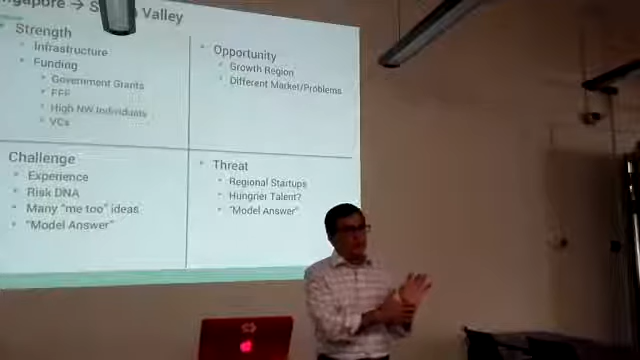 ngapore → S Valley
Strength
Infrastructure
Funding
Government Grants
FFF
High NW Individuals
VCs
Opportunity
Growth Region
Different Market/Problems
Challenge
Experience
Risk DNA
Many "me too" ideas
"Model Answer"
Threat
Regional Startups
Hungrier Talent?
"Model Answer"